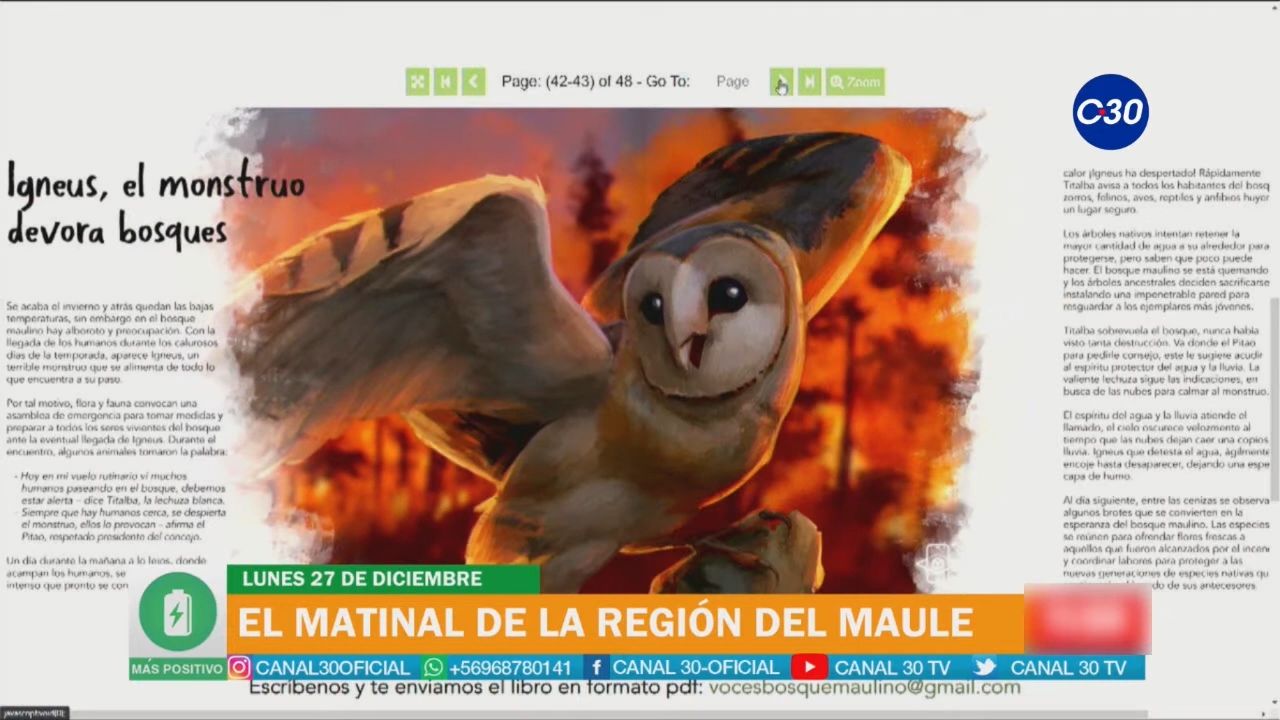 Page: (42-43) of 48 - Go To: Page
Zoom
C30
Igneus, el monstruo
devora bosques
Se acaba el invierno y atrás quedan las bajas
temperaturas, sin embargo en el bosque
maulino hay alboroto y preocupación. Con la
llegada de los humanos durante los calurosos
días de la temporada, aparece Igneus, un
terrible monstruo que se alimenta de todo lo
que encuentra a su paso.
Por tal motivo, flora y fauna convocan una
asamblea de emergencia para tomar medidas y
preparar a todos los seres vivientes del bosque
ante la eventual llegada de Igneus. Durante el
encuentro, algunos animales tomaron la palabra:
- Hoy en mi vuelo rutinario vi muchos
humanos paseando en el bosque, debemos
estar alerta – dice Titalba, la lechuza blanca.
- Siempre que hay humanos cerca, se despierta
el monstruo, ellos lo provocan – afirma el
Pitao, respetado presidente del concejo.
Un día durante la mañana a lo lejos, donde
acampan los humanos, se
intenso que pronto se con
calor ¡Igneus ha despertado! Rápidamente
Titalba avisa a todos los habitantes del bosq
zorros, felinos, aves, reptiles y anfibios huyer
un lugar seguro.
Los árboles nativos intentan retener la
mayor cantidad de agua a su alrededor para
protegerse, pero saben que poco puede
hacer. El bosque maulino se está quemando
y los árboles ancestrales deciden sacrificarse
instalando una impenetrable pared para
resguardar a los ejemplares más jóvenes.
Titalba sobrevuela el bosque, nunca había
visto tanta destrucción. Va donde el Pitao
para pedirle consejo, este le sugiere acudir
al espíritu protector del agua y la lluvia. La
valiente lechuza sigue las indicaciones, en
busca de las nubes para calmar al monstruo.
El espíritu del agua y la lluvia atiende el
llamado, el cielo oscurece velozmente al
tiempo que las nubes dejan caer una copios
lluvia. Igneus que detesta el agua, ágilmente
encoje hasta desaparecer, dejando una espe
capa de humo.
Al día siguiente, entre las cenizas se observa
algunos brotes que se convierten en la
esperanza del bosque maulino. Las especies
se reúnen para ofrendar flores frescas a
aquellos que fueron alcanzados por el incen
y coordinar labores para proteger a las
nuevas generaciones de especies nativas qu
do de sus antecesores.
LUNES 27 DE DICIEMBRE
EL MATINAL DE LA REGIÓN DEL MAULE
MÁS POSITIVO
CANAL30OFICIAL +56968780141 CANAL 30-OFICIAL CANAL 30 TV CANAL 30 TV
Escríbenos y te enviamos el libro en formato pdf: vocesbosquemaulino@gmail.com